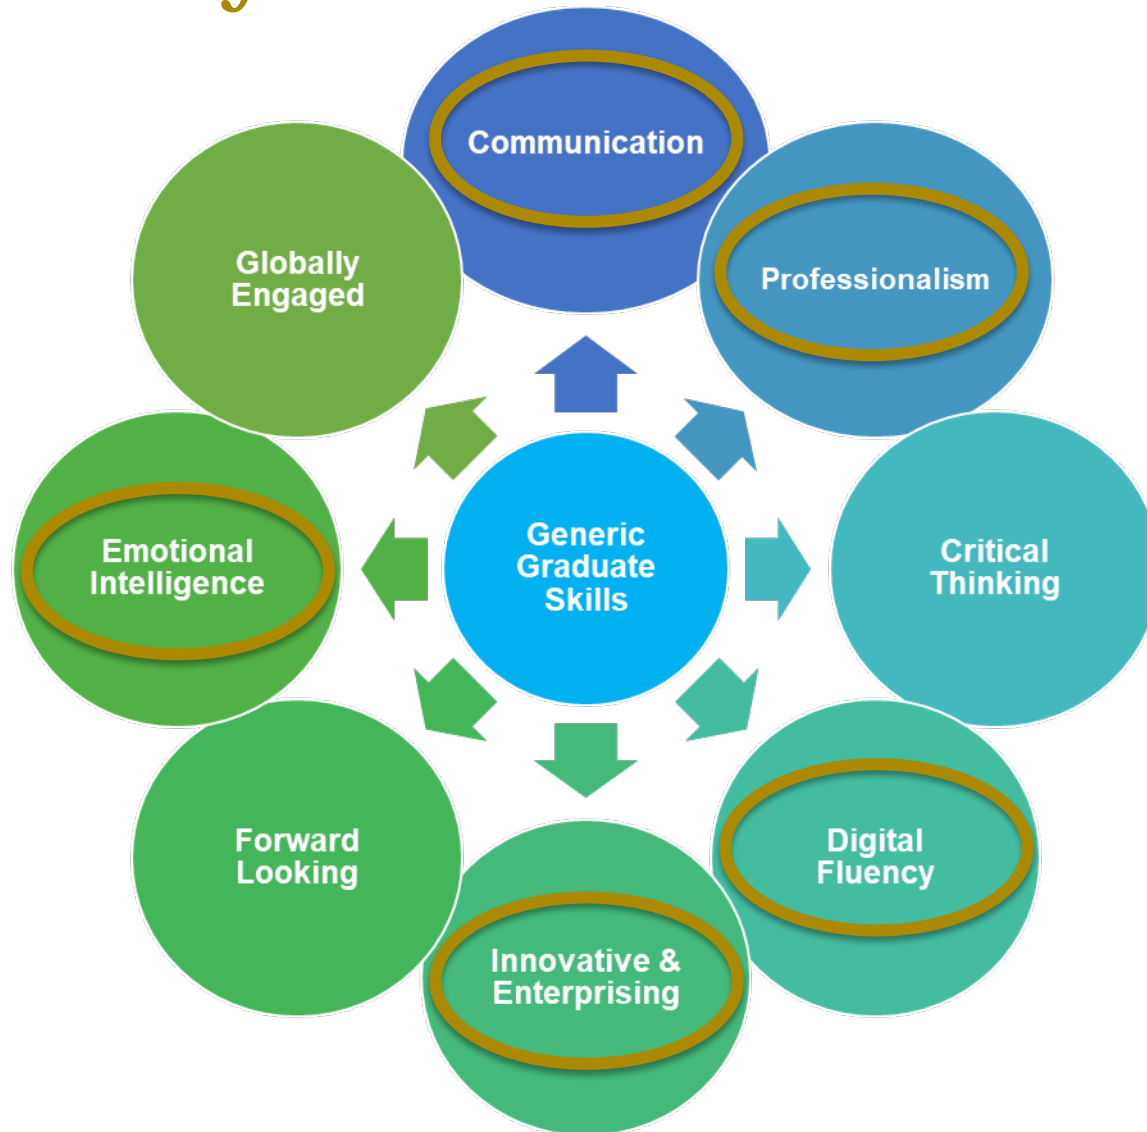 Communication
Professionalism
Critical
Thinking
Digital
Fluency
Innovative &
Enterprising
Forward
Looking
Emotional
Intelligence
Globally
Engaged
Generic
Graduate
Skills